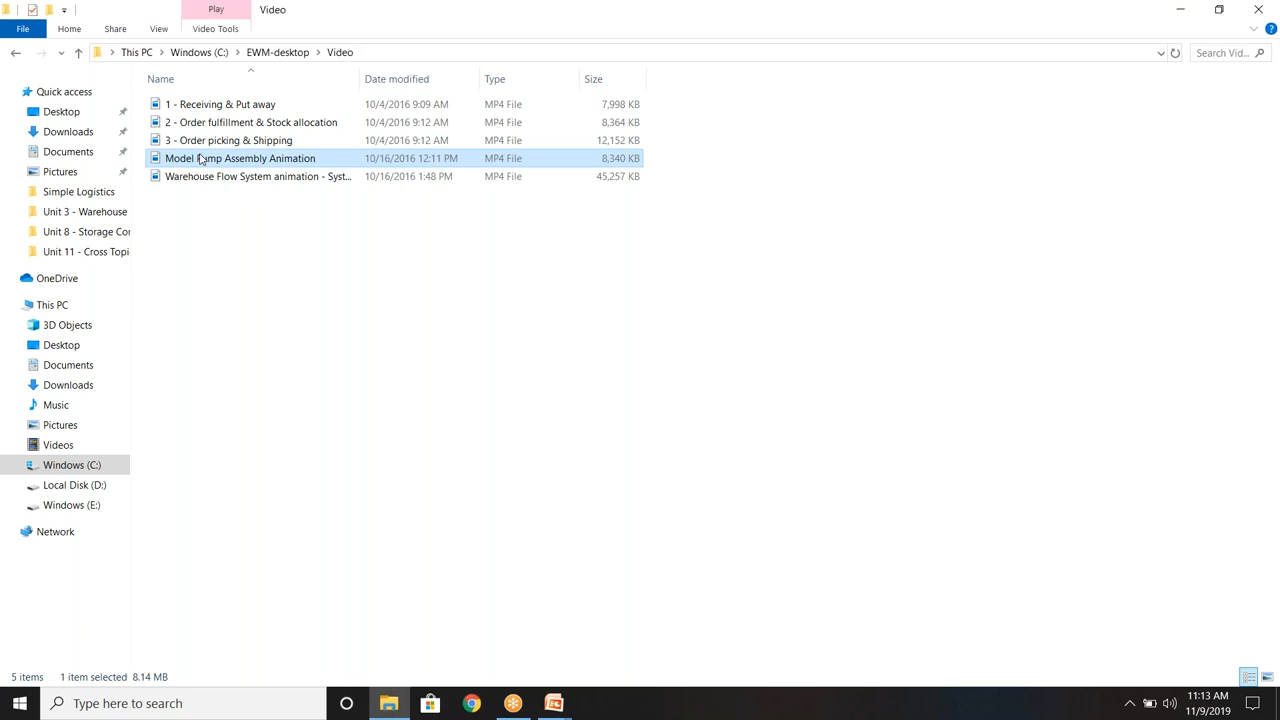 Play
Video
File
Home
Share
View
Video Tools
This PC
Windows (C:)
EWM-desktop
Video
Search Vid...
Name
Date modified
Type
Size
1 - Receiving & Put away 10/4/2016 9:09 AM MP4 File 7,998 KB
2 - Order fulfillment & Stock allocation 10/4/2016 9:12 AM MP4 File 8,364 KB
3 - Order picking & Shipping 10/4/2016 9:12 AM MP4 File 12,152 KB
Model Assembly Animation 10/16/2016 12:11 PM MP4 File 8,340 KB
Warehouse Flow System animation - Syst... 10/16/2016 1:48 PM MP4 File 45,257 KB
Quick access
Desktop
Downloads
Documents
Pictures
Simple Logistics
Unit 3 - Warehouse
Unit 8 - Storage Cor
Unit 11 - Cross Topi
OneDrive
This PC
3D Objects
Desktop
Documents
Downloads
Music
Pictures
Videos
Windows (C:)
Local Disk (D:)
Windows (E:)
Network
5 items 1 item selected 8.14 MB
Type here to search
11:13 AM
11/9/2019